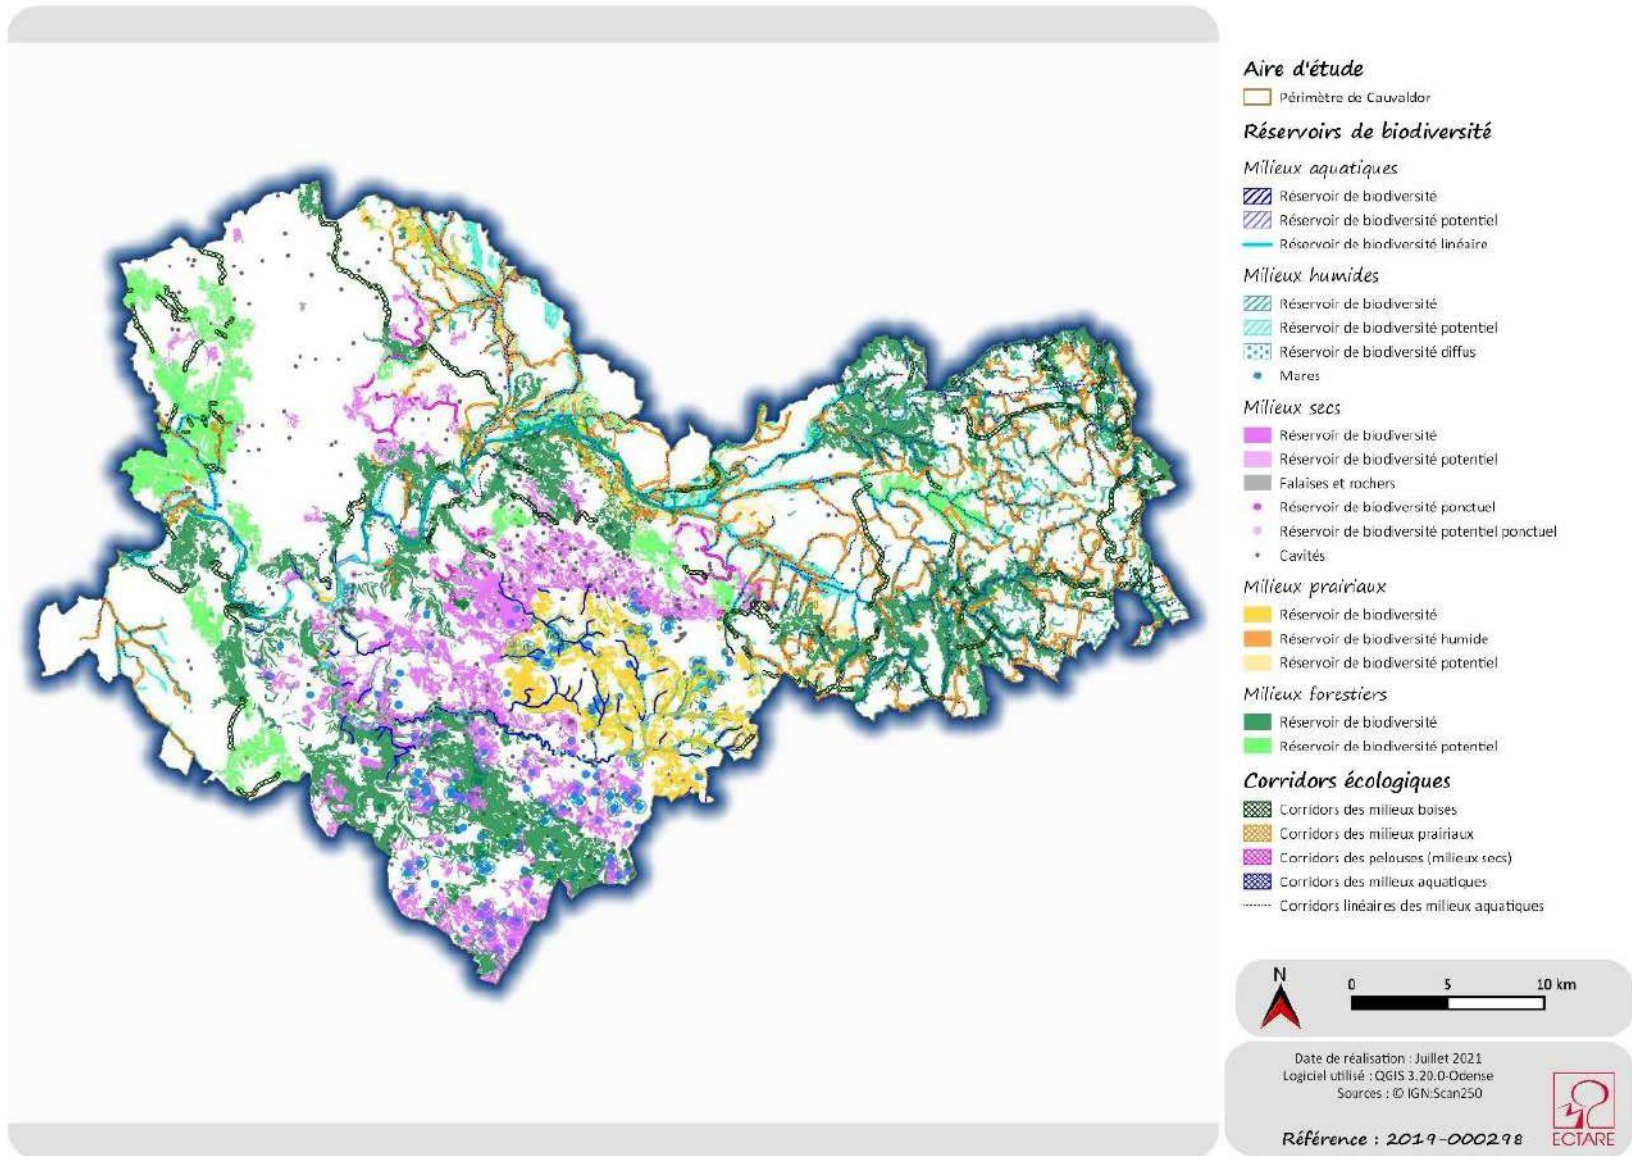 Aire d'étude
Périmètre de Cauvaldor
Réservoirs de biodiversité
Milieux aquatiques
Réservoir de biodiversité
Réservoir de biodiversité potentiel
Réservoir de biodiversité linéaire
Milieux humides
Réservoir de biodiversité
Réservoir de biodiversité potentiel
Réservoir de biodiversité diffus
Mares
Milieux secs
Réservoir de biodiversité
Réservoir de biodiversité potentiel
Falaises et rochers
Réservoir de biodiversité ponctuel
Réservoir de biodiversité potentiel ponctuel
Cavités
Milieux prairiaux
Réservoir de biodiversité
Réservoir de biodiversité humide
Réservoir de biodiversité potentiel
Milieux forestiers
Réservoir de biodiversité
Réservoir de biodiversité potentiel
Corridors écologiques
Corridors des milieux boisés
Corridors des milieux prairiaux
Corridors des pelouses (milieux secs)
Corridors des milieux aquatiques
Corridors linéaires des milieux aquatiques
N
0 5 10 km
Date de réalisation : Juillet 2021
Logiciel utilisé : QGIS 3.20.0-Odense
Sources : © IGN:Scan250
Référence : 2019-000298
ECTARE